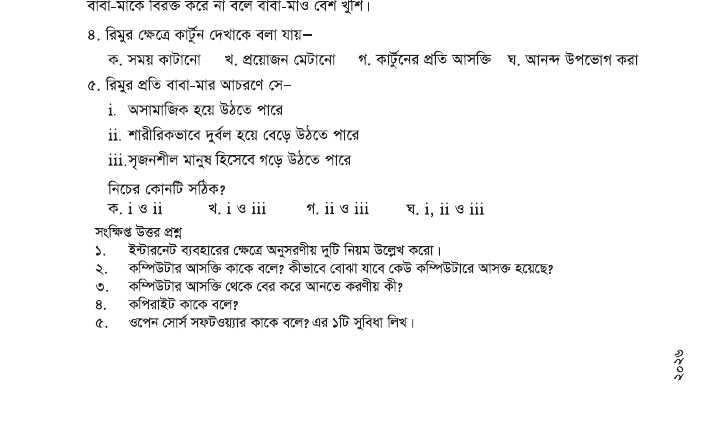 বাবা-মাকে বিরক্ত করে না বলে বাবা-মাও বেশ খুশি।
৪. রিমুর ক্ষেত্রে কার্টুন দেখাকে বলা যায়–
ক. সময় কাটানো খ. প্রয়োজন মেটানো গ. কার্টুনের প্রতি আসক্তি ঘ. আনন্দ উপভোগ করা
৫. রিমুর প্রতি বাবা-মার আচরণে সে–
i. অসামাজিক হয়ে উঠতে পারে
ii. শারীরিকভাবে দুর্বল হয়ে বেড়ে উঠতে পারে
iii.সৃজনশীল মানুষ হিসেবে গড়ে উঠতে পারে
নিচের কোনটি সঠিক?
ক. i ও ii খ. i ও iii গ. ii ও iii ঘ. i, ii ও iii
সংক্ষিপ্ত উত্তর প্রশ্ন
১. ইন্টারনেট ব্যবহারের ক্ষেত্রে অনুসরণীয় দুটি নিয়ম উল্লেখ করো।
২. কম্পিউটার আসক্তি কাকে বলে? কীভাবে বোঝা যাবে কেউ কম্পিউটারে আসক্ত হয়েছে?
৩. কম্পিউটার আসক্তি থেকে বের করে আনতে করণীয় কী?
৪. কপিরাইট কাকে বলে?
৫. ওপেন সোর্স সফটওয়্যার কাকে বলে? এর ১টি সুবিধা লিখ।
২০২৬